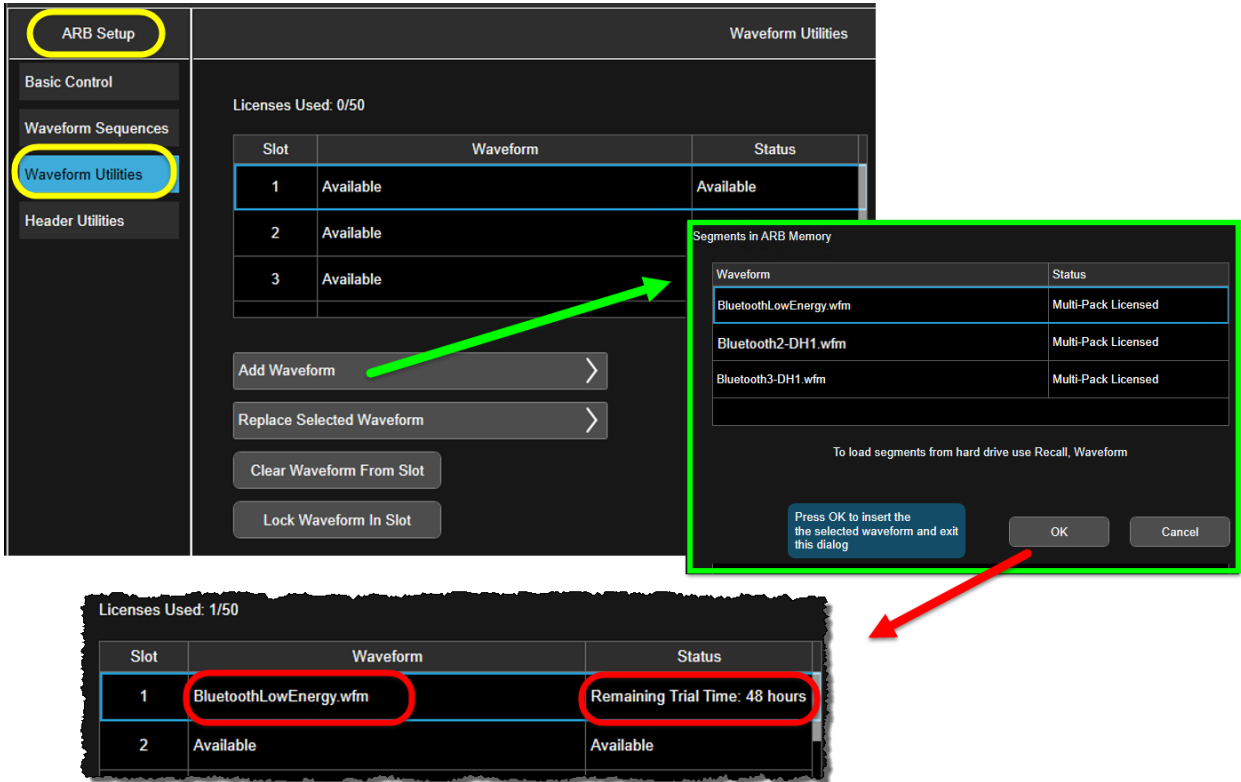 ARB Setup
Waveform Utilities
Basic Control
Waveform Sequences
Waveform Utilities
Header Utilities
Licenses Used: 0/50
Slot Waveform Status
1 Available Available
2 Available
3 Available
Add Waveform
Replace Selected Waveform
Clear Waveform From Slot
Lock Waveform In Slot
Segments in ARB Memory
Waveform Status
BluetoothLowEnergy.wfm Multi-Pack Licensed
Bluetooth2-DH1.wfm Multi-Pack Licensed
Bluetooth3-DH1.wfm Multi-Pack Licensed
To load segments from hard drive use Recall, Waveform
Press OK to insert the
the selected waveform and exit
this dialog
OK Cancel
Licenses Used: 1/50
Slot Waveform Status
1 BluetoothLowEnergy.wfm Remaining Trial Time: 48 hours
2 Available Available